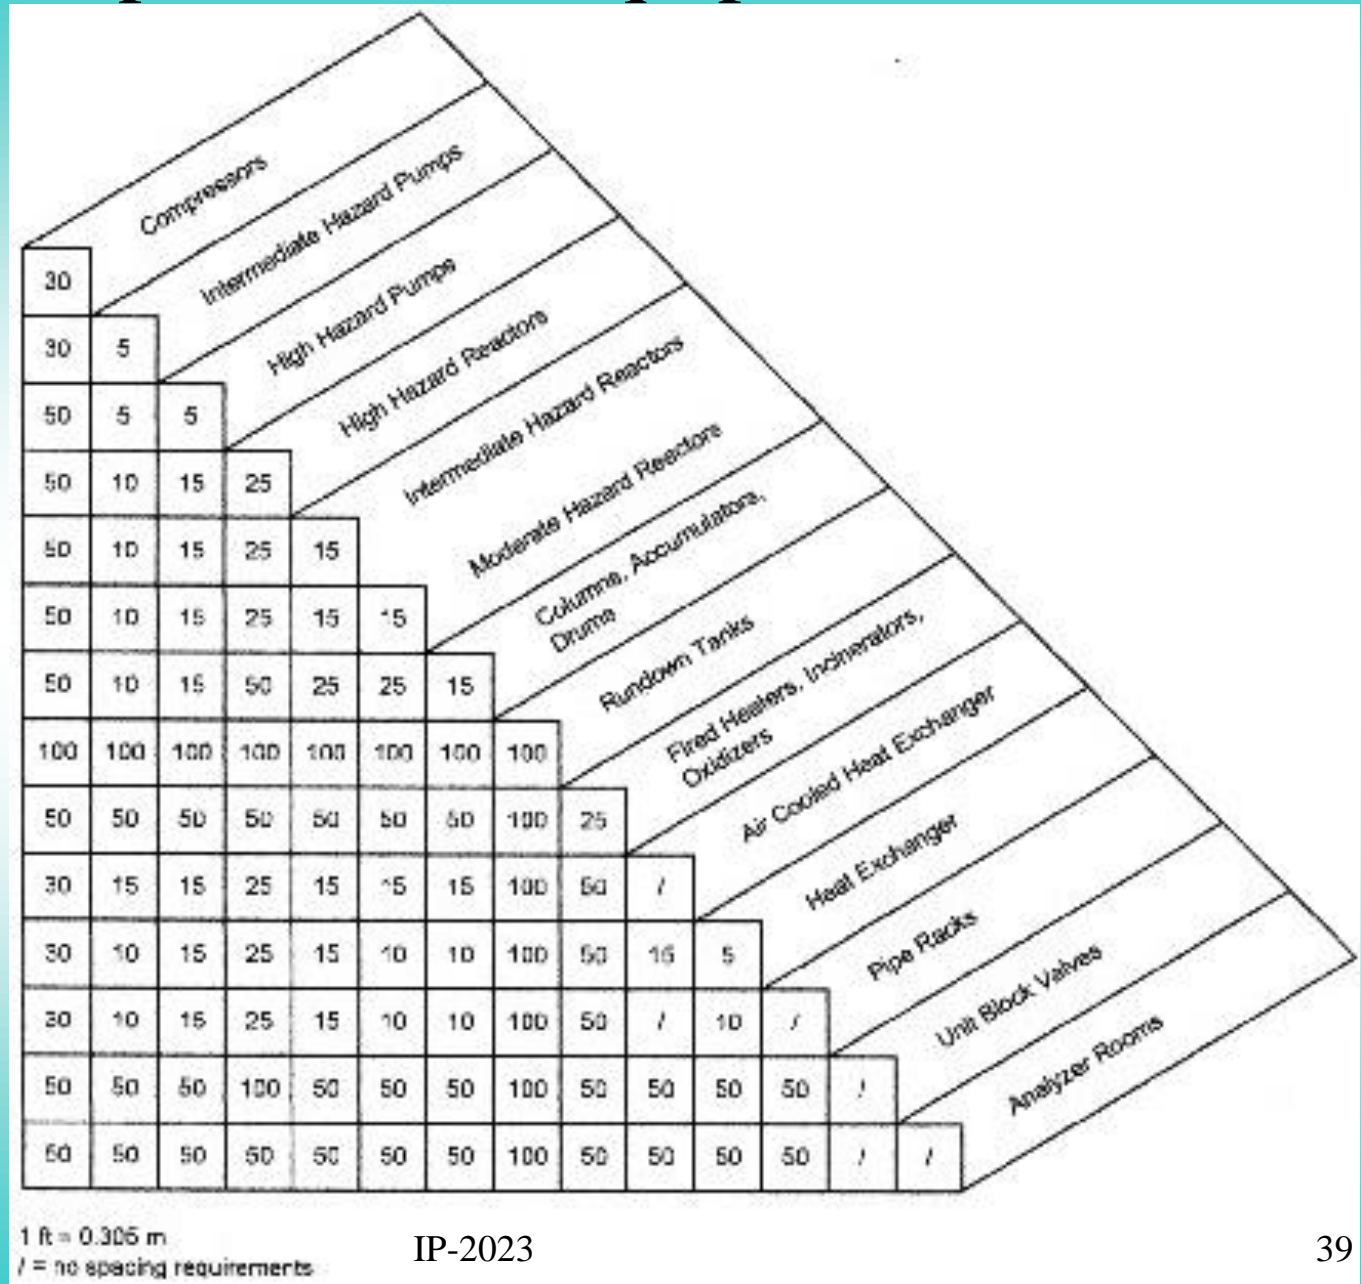 Compressors
Intermediate Hazard Pumps
High Hazard Pumps
High Hazard Reactors
Intermediate Hazard Reactors
Moderate Hazard Reactors
Columns, Accumulators,
Drums
Rundown Tanks
Fired Heaters, Incinerators,
Oxidizers
Air Cooled Heat Exchanger
Heat Exchanger
Pipe Racks
Unit Block Valves
Analyzer Rooms
30
30 5
50 5 5
50 10 15 25
50 10 15 25 15
50 10 15 25 15 15
50 10 15 50 25 25 15
100 100 100 100 100 100 100 100
50 50 50 50 50 50 50 100 25
30 15 15 25 15 15 15 100 50 /
30 10 15 25 15 10 10 100 50 15 5
30 10 15 25 15 10 10 100 50 / 10 /
50 50 50 100 50 50 50 100 50 50 50 50 /
50 50 50 50 50 50 50 100 50 50 50 50 / /
1 ft = 0.305 m
/ = no spacing requirements
IP-2023
39